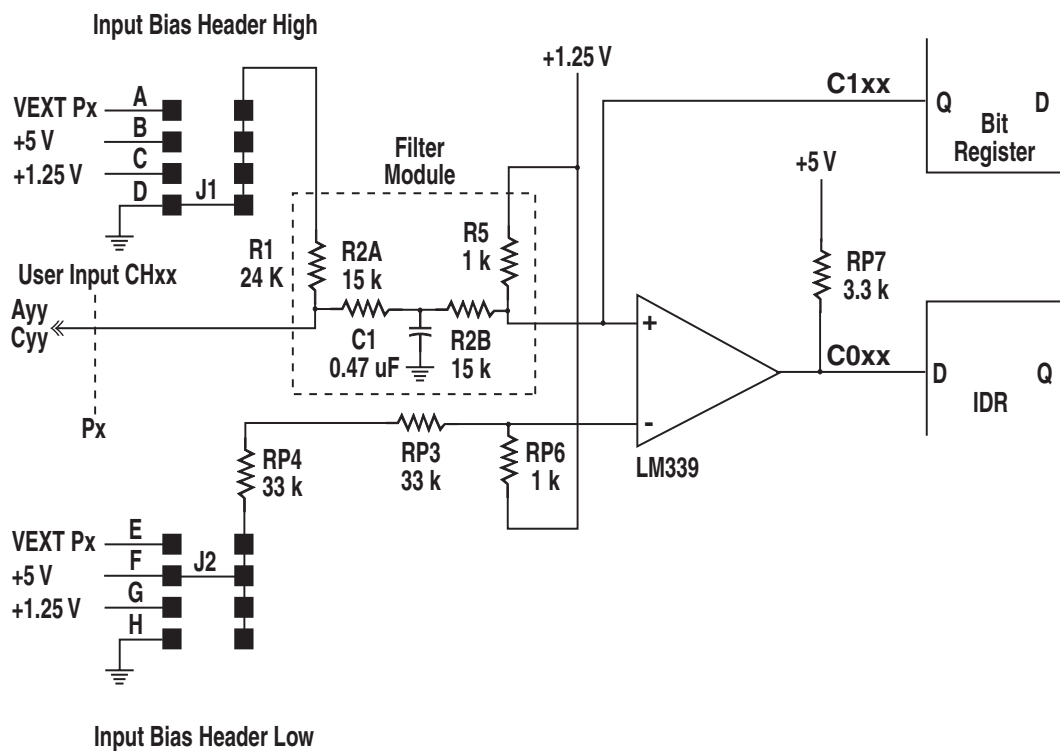 Input Bias Header High
VEXT Px
A
+5 V
B
+1.25 V
C
D
J1
+1.25 V
C1xx
Q
D
Bit
Register
Filter
Module
+5 V
R1
24 K
R2A
15 k
R5
1 k
RP7
3.3 k
User Input CHxx
Ayy
Cyy
C1
0.47 uF
R2B
15 k
+
-
LM339
C0xx
D
Q
IDR
Px
RP4
33 k
RP3
33 k
RP6
1 k
VEXT Px
E
+5 V
F
J2
+1.25 V
G
H
Input Bias Header Low